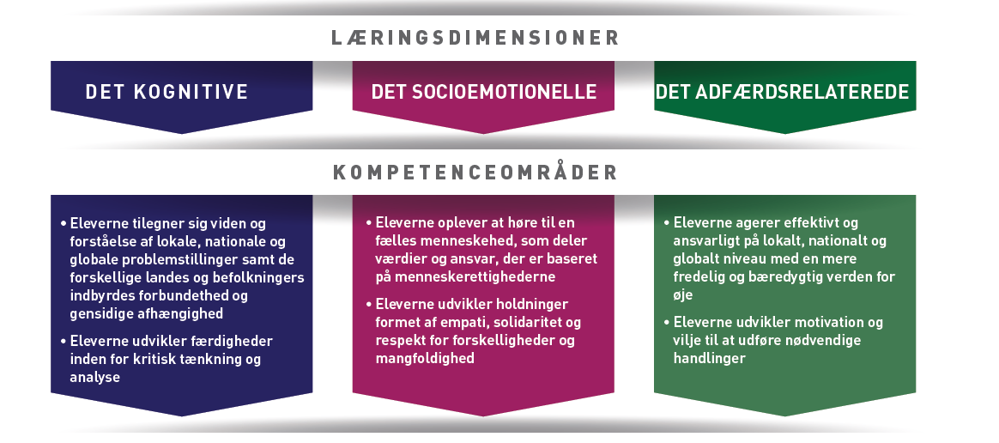 LÆRINGSDIMENSIONER
DET KOGNITIVE
DET SOCIOEMOTIONELLE
DET ADFÆRDSRELATEREDE
KOMPETENCEOMRÅDER
• Eleverne tilegner sig viden og
forståelse af lokale, nationale og
globale problemstillinger samt de
forskellige landes og befolkningers
indbyrdes forbundethed og
gensidige afhængighed
• Eleverne udvikler færdigheder
inden for kritisk tænkning og
analyse
• Eleverne oplever at høre til en
fælles menneskehed, som deler
værdier og ansvar, der er baseret
på menneskerettighederne
• Eleverne udvikler holdninger
formet af empati, solidaritet og
respekt for forskelligheder og
mangfoldighed
• Eleverne agerer effektivt og
ansvarligt på lokalt, nationalt og
globalt niveau med en mere
fredelig og bæredygtig verden for
øje
• Eleverne udvikler motivation og
vilje til at udføre nødvendige
handlinger